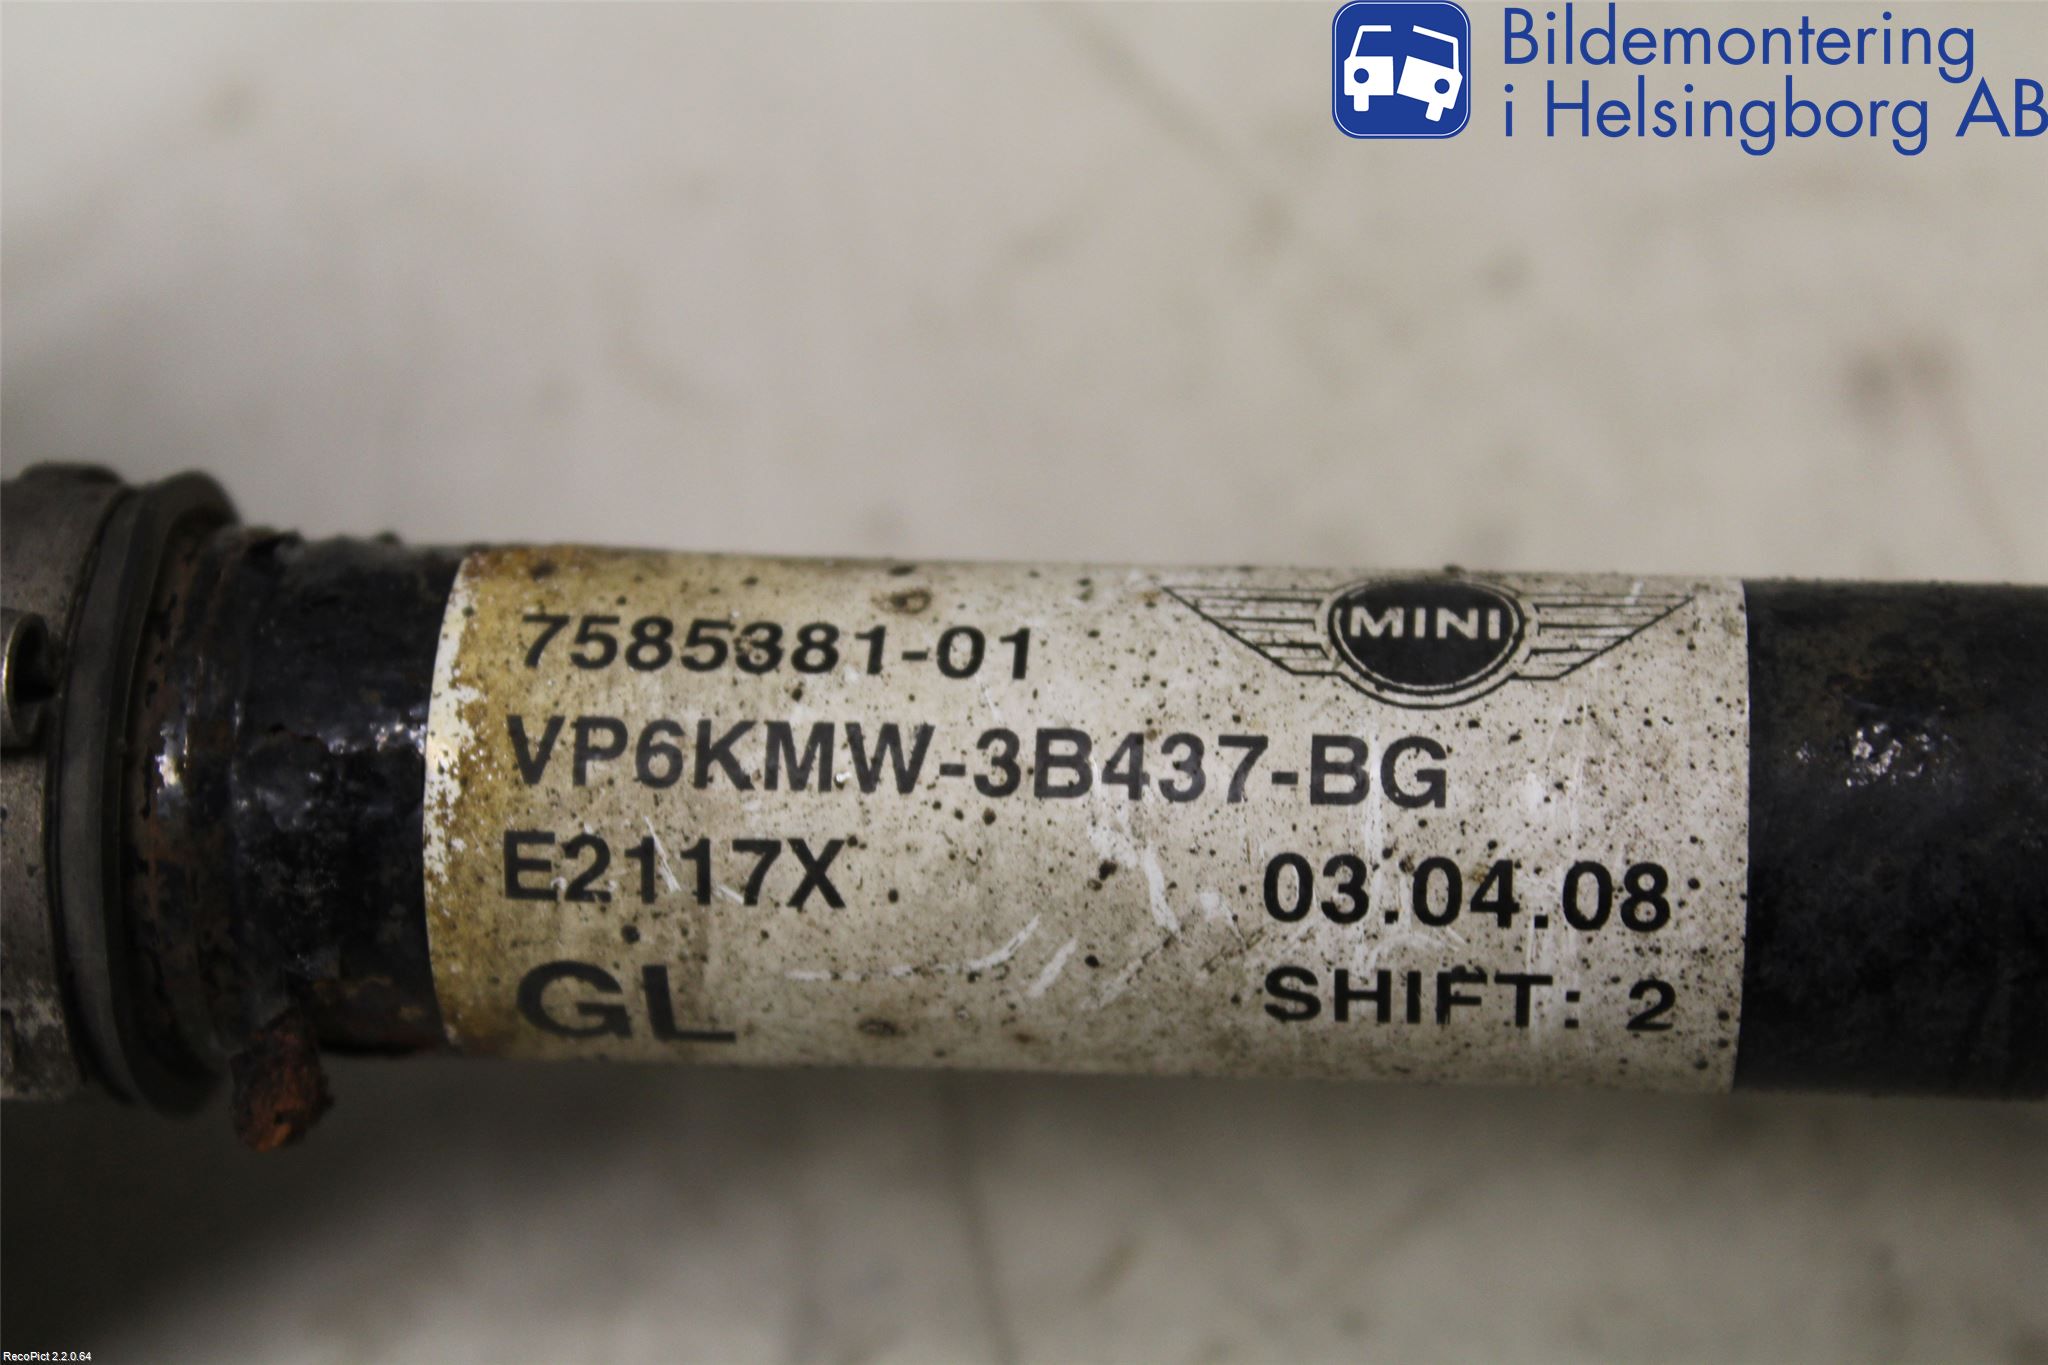 Bildemontering
i Helsingborg AB
MINI
7585381-01
VP6KMW-3B437-BG
E2117X
03.04.08
GL
SHIFT: 2
RecoPict 2.2.0.64